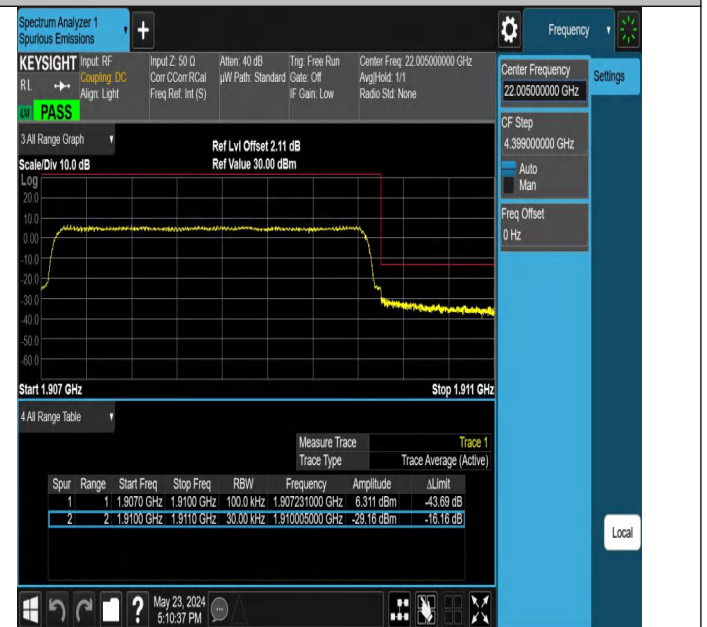 Spectrum Analyzer 1
Spurious Emissions
+
Frequency
KEYSIGHT
RL
Input: RF
Coupling: DC
Align: Light
Input Z: 50 Ω
Corr CCorr RCal
Freq Ref: Int (S)
Atten: 40 dB
µW Path: Standard
Trig: Free Run
Gate: Off
IF Gain: Low
Center Freq: 22.005000000 GHz
Avg|Hold: 1/1
Radio Std: None
PASS
Center Frequency
22.005000000 GHz
Settings
CF Step
4.399000000 GHz
Auto
Man
Freq Offset
0 Hz
3 All Range Graph
Scale/Div 10.0 dB
Ref Lvl Offset 2.11 dB
Ref Value 30.00 dBm
Log
20.0
10.0
0.00
-10.0
-20.0
-30.0
-40.0
-50.0
-60.0
Start 1.907 GHz Stop 1.911 GHz
4 All Range Table
Measure Trace Trace 1
Trace Type Trace Average (Active)
Spur Range Start Freq Stop Freq RBW Frequency Amplitude ΔLimit
1 1 1.9070 GHz 1.9100 GHz 100.0 kHz 1.907231000 GHz 6.311 dBm -43.69 dB
2 2 1.9100 GHz 1.9110 GHz 30.00 kHz 1.910005000 GHz -29.16 dBm -16.16 dB
Local
?
May 23, 2024
5:10:37 PM